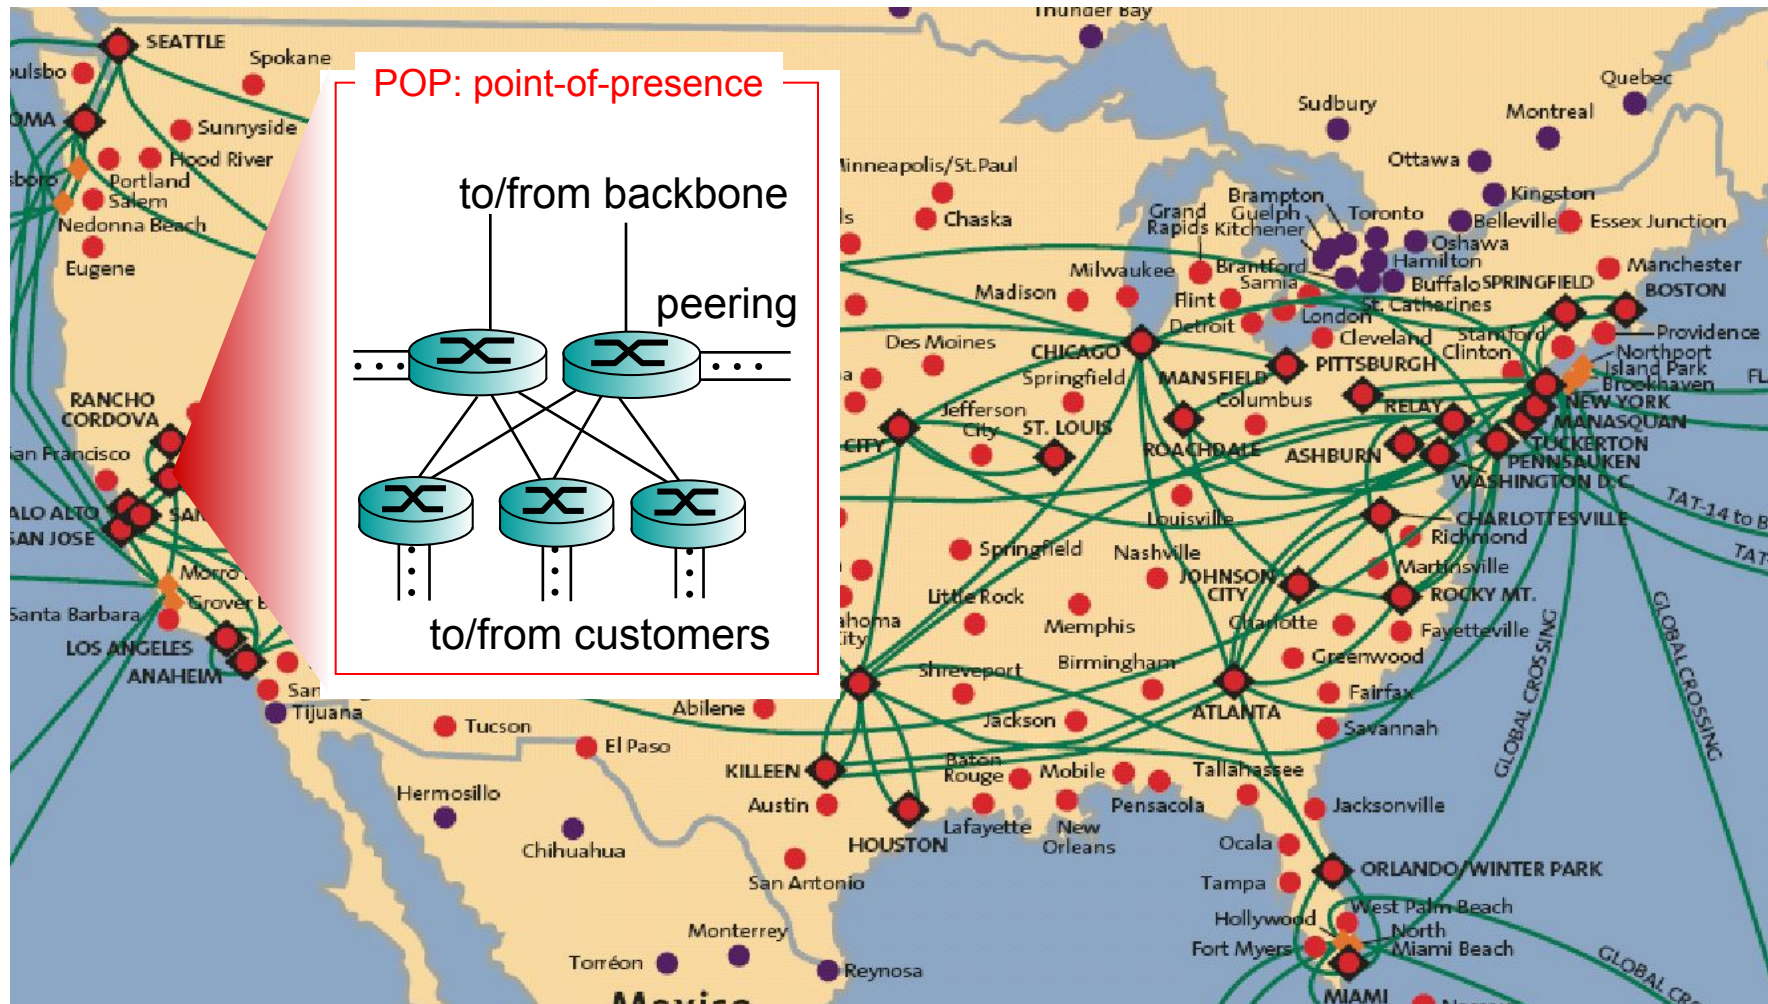 Thunder Bay
SEATTLE
Spokane
Quebec
POP: point-of-presence
Sudbury
Montreal
Sunnyside
Hood River
Ottawa
Minneapolis/St.Paul
Portland
Salem
to/from backbone
Brampton
Kingston
Nedonna Beach
Chaska
Grand
Rapids
Guelph
Kitchener
Toronto
Belleville
Essex Junction
Oshawa
Eugene
Milwaukee
Brantford
Hamilton
Manchester
Sarnia
Buffalo
SPRINGFIELD
BOSTON
peering
Madison
Flint
St. Catherines
London
Detroit
Cleveland
Stamford
Providence
Des Moines
CHICAGO
Clinton
Northport
PITTSBURGH
Island Park
Springfield
MANSFIELD
Brookhaven
RANCHO
CORDOVA
Columbus
RELAY
NEW YORK
Jefferson
City
ST. LOUIS
MANASQUAN
CITY
ROACHDALE
ASHBURN
TUCKERTON
PENNSAUKEN
WASHINGTON D.C.
SAN JOSE
Louisville
CHARLOTTESVILLE
TAT-14 to B
Richmond
Springfield
Nashville
TAT-
Martinsville
JOHNSON
CITY
Little Rock
ROCKY MT.
Santa Barbara
Memphis
Charlotte
Fayetteville
to/from customers
LOS ANGELES
Greenwood
Shreveport
Birmingham
ANAHEIM
Fairfax
GLOBAL CROSSING
GLOBAL CROSSING
Tijuana
Abilene
Jackson
ATLANTA
Tucson
Savannah
El Paso
KILLEEN
Baton
Rouge
Mobile
Tallahassee
Hermosillo
Austin
Pensacola
Jacksonville
Lafayette
New
Orleans
Chihuahua
HOUSTON
Ocala
San Antonio
ORLANDO/WINTER PARK
Tampa
West Palm Beach
Hollywood
Monterrey
North
Miami Beach
Fort Myers
Torréon
Reynosa
GLOBAL CR
MIAMI